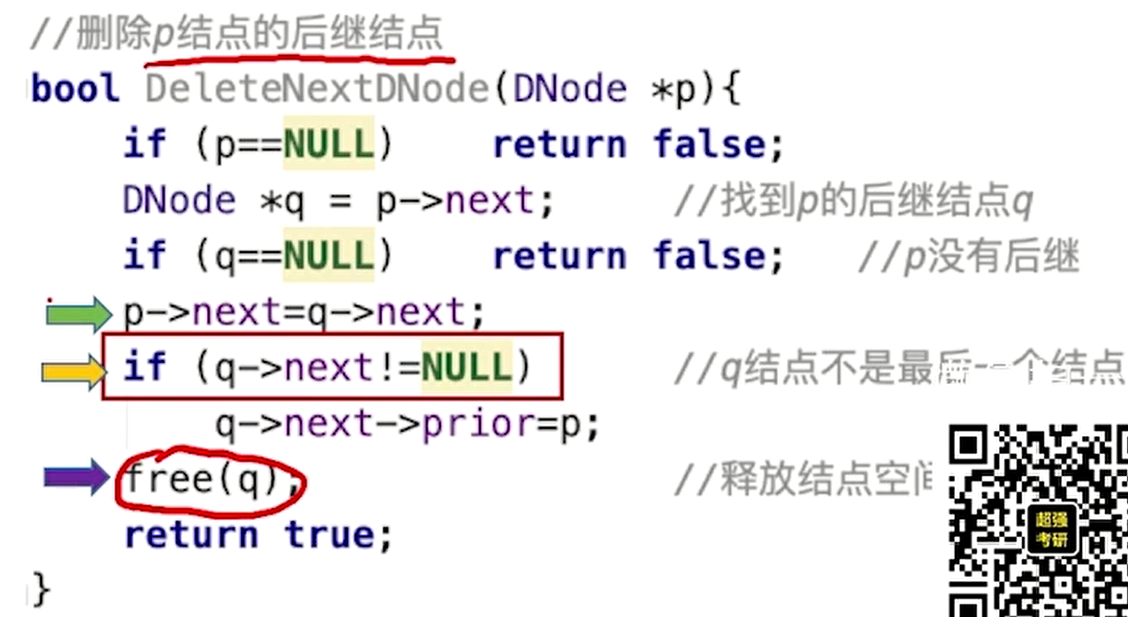 //删除p结点的后继结点
bool DeleteNextDNode(DNode *p){
if (p==NULL) return false;
DNode *q = p->next; //找到p的后继结点q
if (q==NULL) return false; //p没有后继
p->next=q->next;
if (q->next!=NULL) //q结点不是最后一个结点
q->next->prior=p;
free(q); //释放结点空间
return true;
}
超强
考研